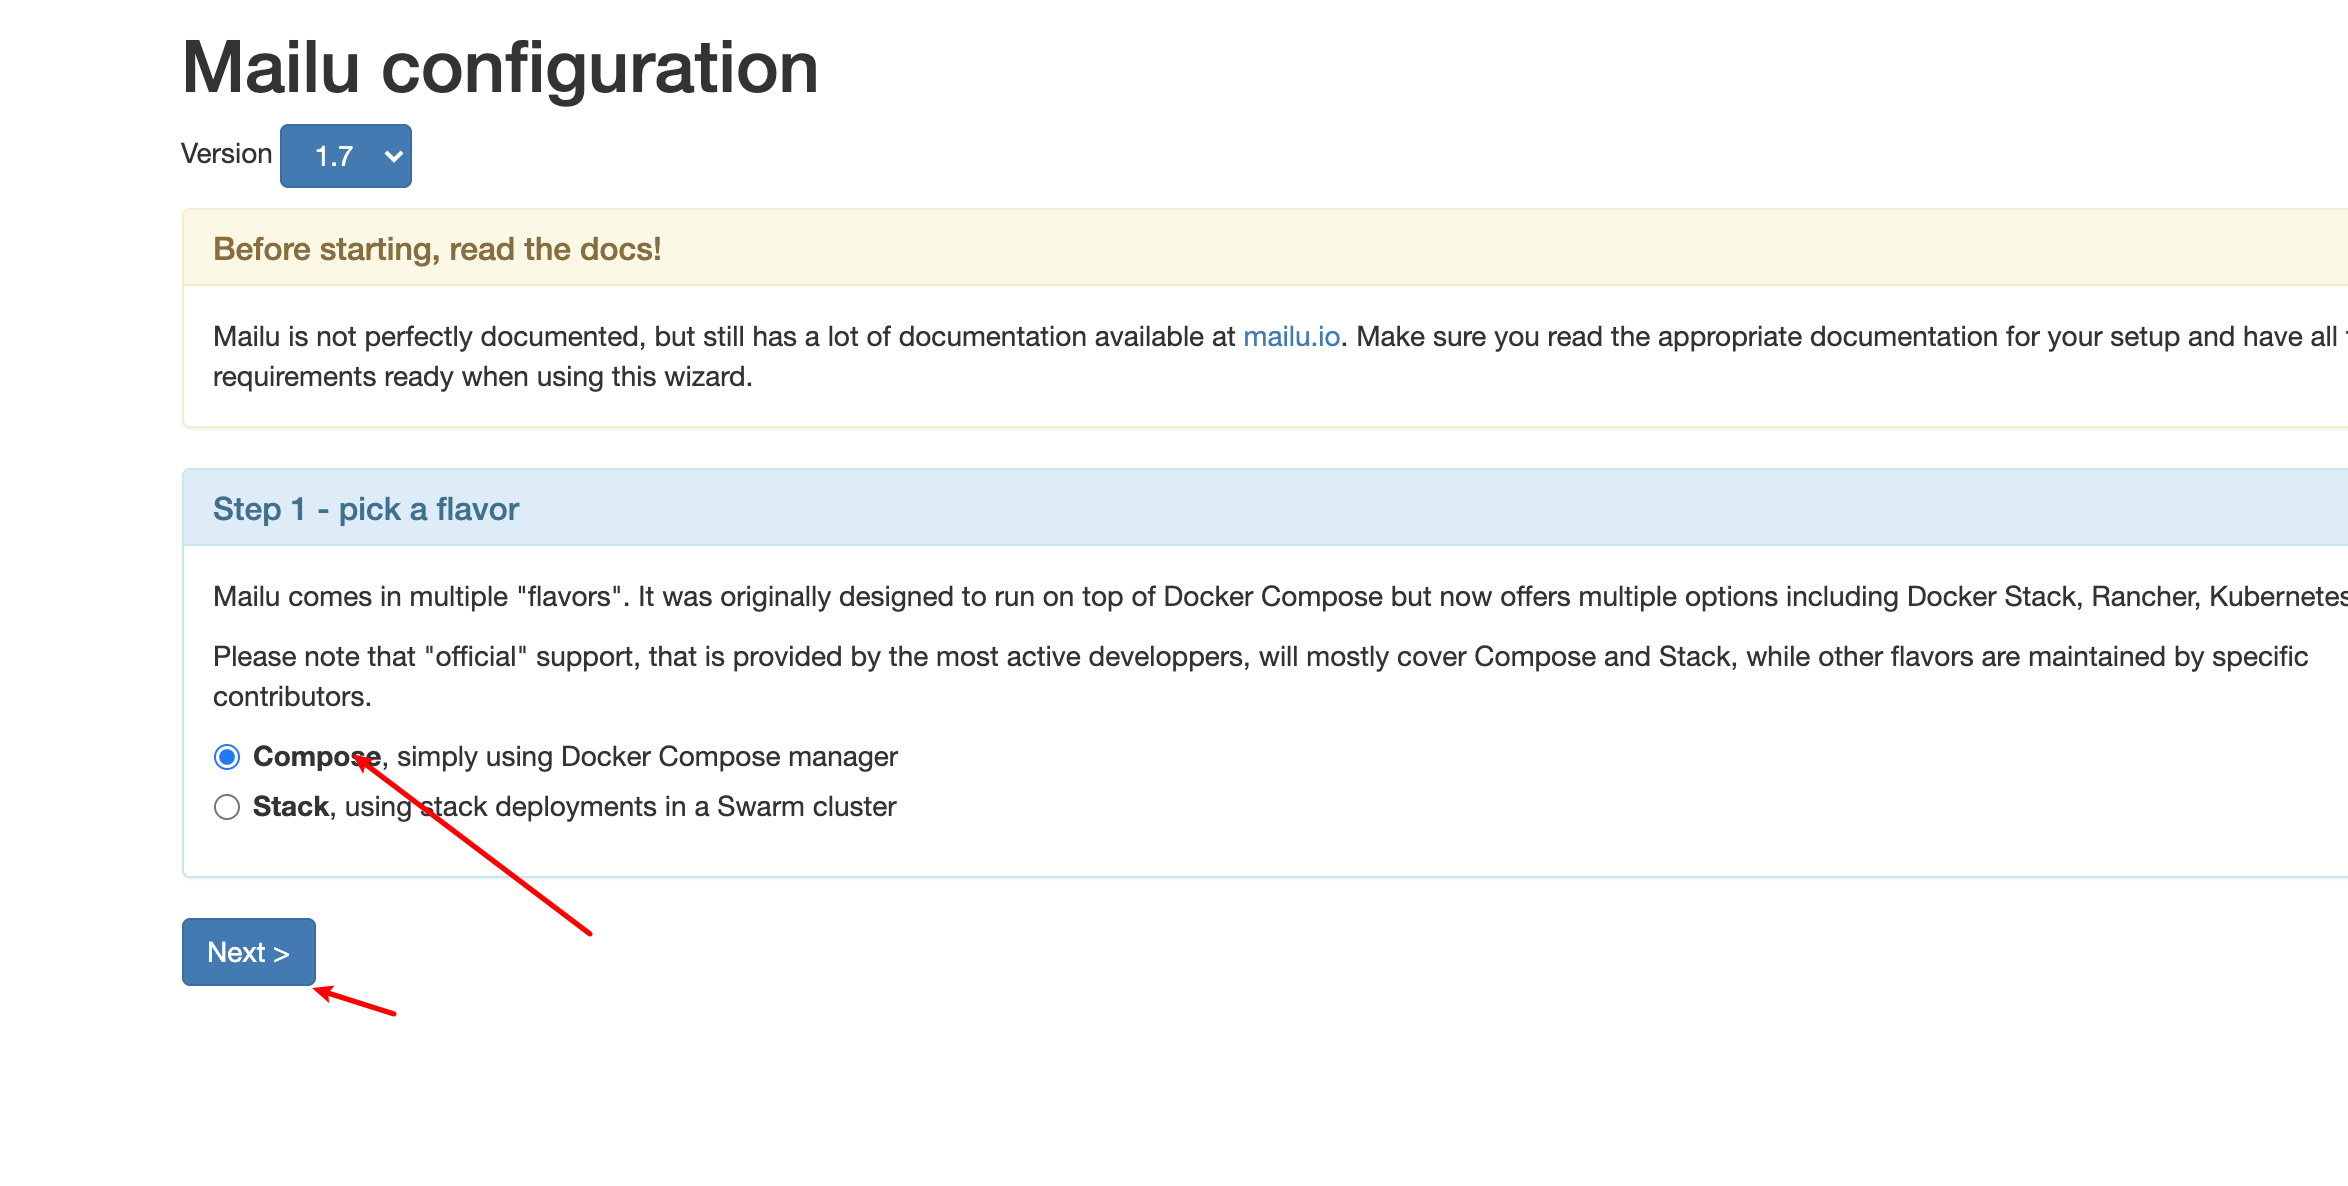 Mailu configuration
Version 1.7
Before starting, read the docs!
Mailu is not perfectly documented, but still has a lot of documentation available at mailu.io. Make sure you read the appropriate documentation for your setup and have all
requirements ready when using this wizard.
Step 1 - pick a flavor
Mailu comes in multiple "flavors". It was originally designed to run on top of Docker Compose but now offers multiple options including Docker Stack, Rancher, Kubernetes
Please note that "official" support, that is provided by the most active developpers, will mostly cover Compose and Stack, while other flavors are maintained by specific
contributors.
Compose, simply using Docker Compose manager
Stack, using stack deployments in a Swarm cluster
Next >